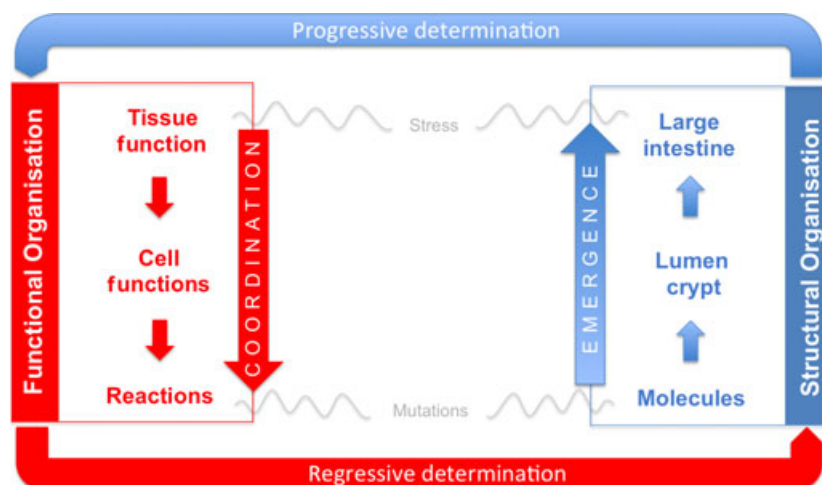 Progressive determination
Functional Organisation
Tissue
function
Cell
functions
Reactions
COORDINATION
Stress
Mutations
EMERGENCE
Large
intestine
Lumen
crypt
Molecules
Structural Organisation
Regressive determination